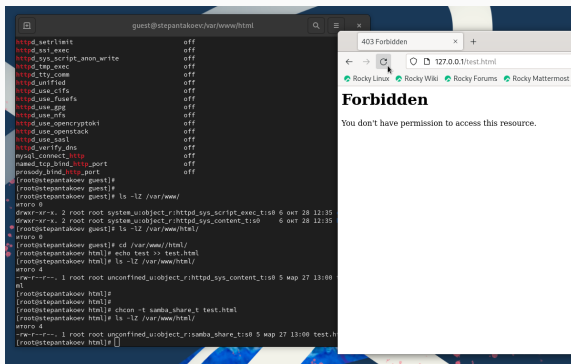 guest@stepantakoev:/var/www/html
httpd_setrlimit off
httpd_ssi_exec off
httpd_sys_script_anon_write off
httpd_tmp_exec off
httpd_tty_comm off
httpd_unified off
httpd_use_cifs off
httpd_use_fusefs off
httpd_use_gpg off
httpd_use_nfs off
httpd_use_opencryptoki off
httpd_use_openstack off
httpd_use_sasl off
httpd_verify_dns off
mysql_connect_http off
named_tcp_bind_http_port off
prosody_bind_http_port off
[root@stepantakoev guest]#
[root@stepantakoev guest]#
[root@stepantakoev guest]# ls -lZ /var/www/
итого 0
drwxr-xr-x. 2 root root system_u:object_r:httpd_sys_script_exec_t:s0 6 окт 28 12:35
drwxr-xr-x. 2 root root system_u:object_r:httpd_sys_content_t:s0 6 окт 28 12:35
[root@stepantakoev guest]# ls -lZ /var/www/html/
итого 0
[root@stepantakoev guest]# cd /var/www//html/
[root@stepantakoev html]# echo test >> test.html
[root@stepantakoev html]# ls -lZ /var/www/html/
итого 4
-rw-r--r--. 1 root root unconfined_u:object_r:httpd_sys_content_t:s0 5 мар 27 13:00
ml
[root@stepantakoev html]#
[root@stepantakoev html]#
[root@stepantakoev html]# chcon -t samba_share_t test.html
[root@stepantakoev html]# ls -lZ /var/www/html/
итого 4
-rw-r--r--. 1 root root unconfined_u:object_r:samba_share_t:s0 5 мар 27 13:00 test.h
[root@stepantakoev html]#
403 Forbidden
127.0.0.1/test.html
Rocky Linux Rocky Wiki Rocky Forums Rocky Mattermost
Forbidden
You don't have permission to access this resource.